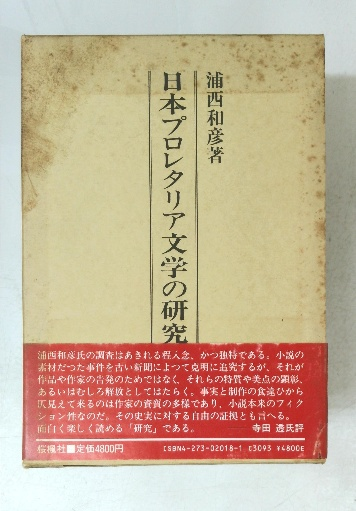 浦西和彦著
日本プロレタリア文学の研究
浦西和彦氏の調査はあきれる程入念、かつ独特である。小説の
素材だつた事件を古い新聞によつて克明に追究するが、それが
作品や作家の告発のためではなく、それらの特質や美点の顕彰、
あるいはむしろ解放としてはたらく。事実と制作の食違ひから
仄見えて来るのは作家の資質の多様であり、小説本来のフィク
ション性なのだ。その史実に対する自由の証拠とも言へる。
面白く楽しく読める「研究」である。 寺田 透氏評
桜楓社■定価4800円
ISBN4-273-02018-1 C3093 ¥4800E